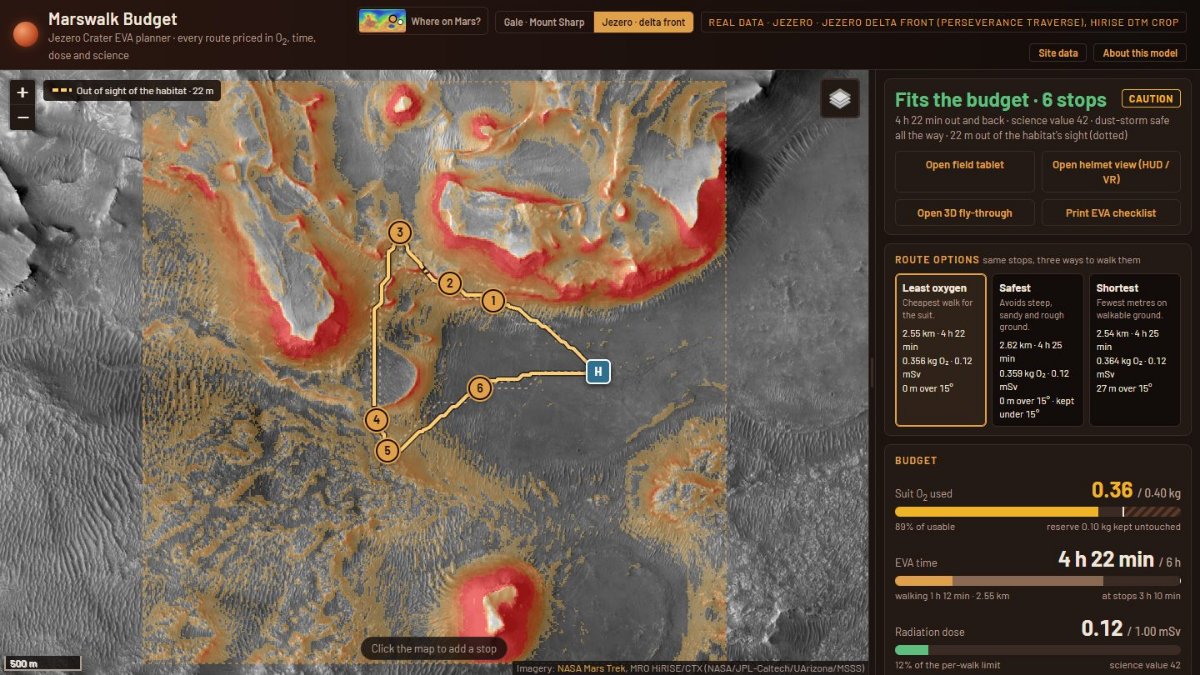 Marswalk Budget
Jezero Crater EVA planner · every route priced in O₂, time,
dose and science
Where on Mars?
Gale · Mount Sharp
Jezero · delta front
REAL DATA · JEZERO · JEZERO DELTA FRONT (PERSEVERANCE TRAVERSE), HIRISE DTM CROP
Site data
About this model
+
−
Out of sight of the habitat · 22 m
3
2
1
H
6
4
5
Click the map to add a stop
500 m
Imagery: NASA Mars Trek, MRO HiRISE/CTX (NASA/JPL-Caltech/UArizona/MSSS)
Fits the budget · 6 stops
CAUTION
4 h 22 min out and back · science value 42 · dust-storm safe
all the way · 22 m out of the habitat's sight (dotted)
Open field tablet
Open helmet view (HUD /
VR)
Open 3D fly-through
Print EVA checklist
ROUTE OPTIONS same stops, three ways to walk them
Least oxygen
Cheapest walk for
the suit.
2.55 km · 4 h 22
min
0.356 kg O₂ · 0.12
mSv
0 m over 15°
Safest
Avoids steep,
sandy and rough
ground.
2.62 km · 4 h 25
min
0.359 kg O₂ · 0.12
mSv
0 m over 15° · kept
under 15°
Shortest
Fewest metres on
walkable ground.
2.54 km · 4 h 25
min
0.364 kg O₂ · 0.12
mSv
27 m over 15°
BUDGET
Suit O₂ used
0.36 / 0.40 kg
89% of usable
reserve 0.10 kg kept untouched
EVA time
4 h 22 min / 6 h
walking 1 h 12 min · 2.55 km
at stops 3 h 10 min
Radiation dose
0.12 / 1.00 mSv
12% of the per-walk limit
science value 42